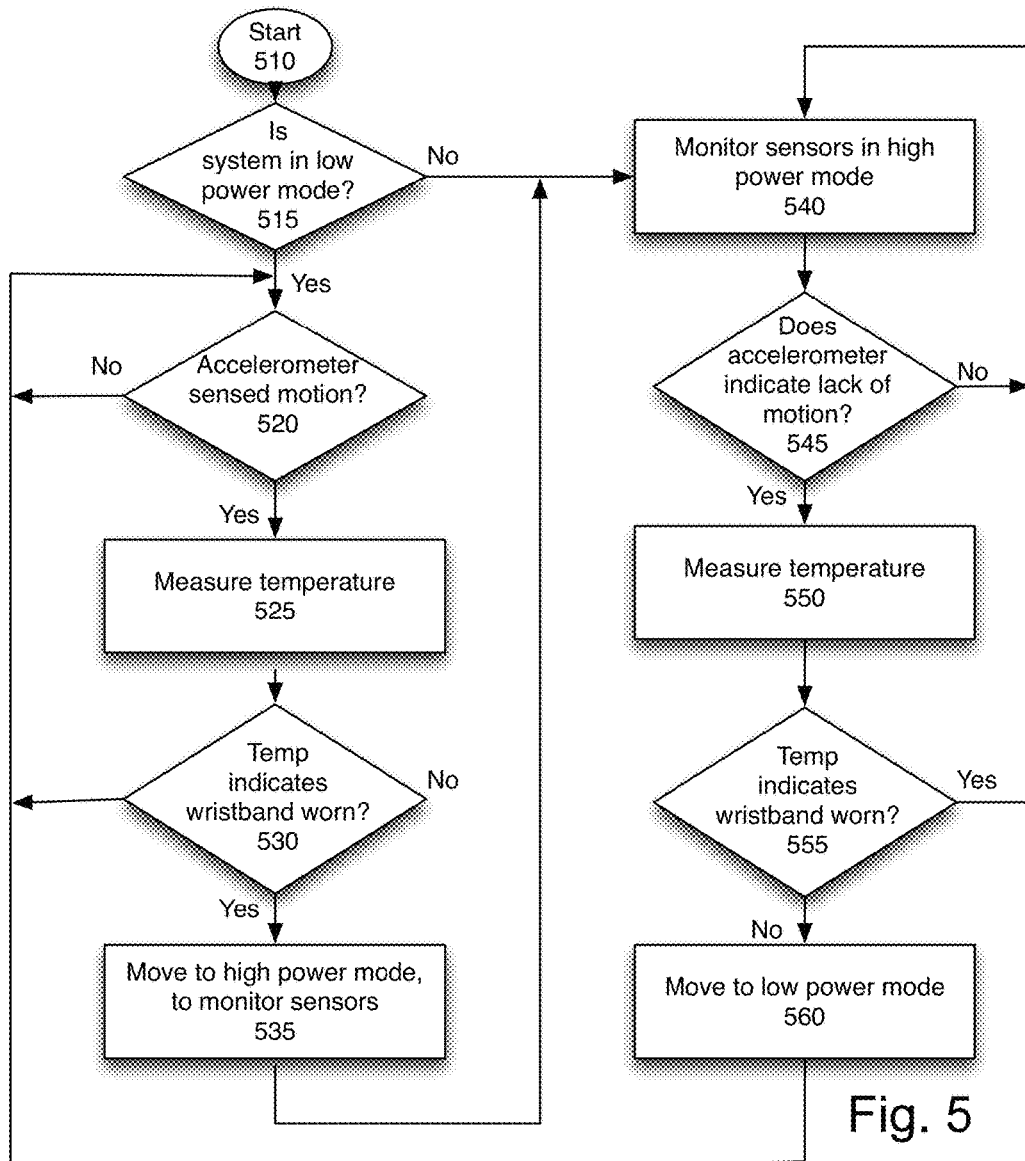 Start
510
Is
system in low
power mode?
515
No
Yes
Accelerometer
sensed motion?
520
No
Yes
Measure temperature
525
Temp
indicates
wristband worn?
530
No
Yes
Move to high power mode,
to monitor sensors
535
Monitor sensors in high
power mode
540
Does
accelerometer
indicate lack of
motion?
545
No
Yes
Measure temperature
550
Temp
indicates
wristband worn?
555
Yes
No
Move to low power mode
560
Fig. 5